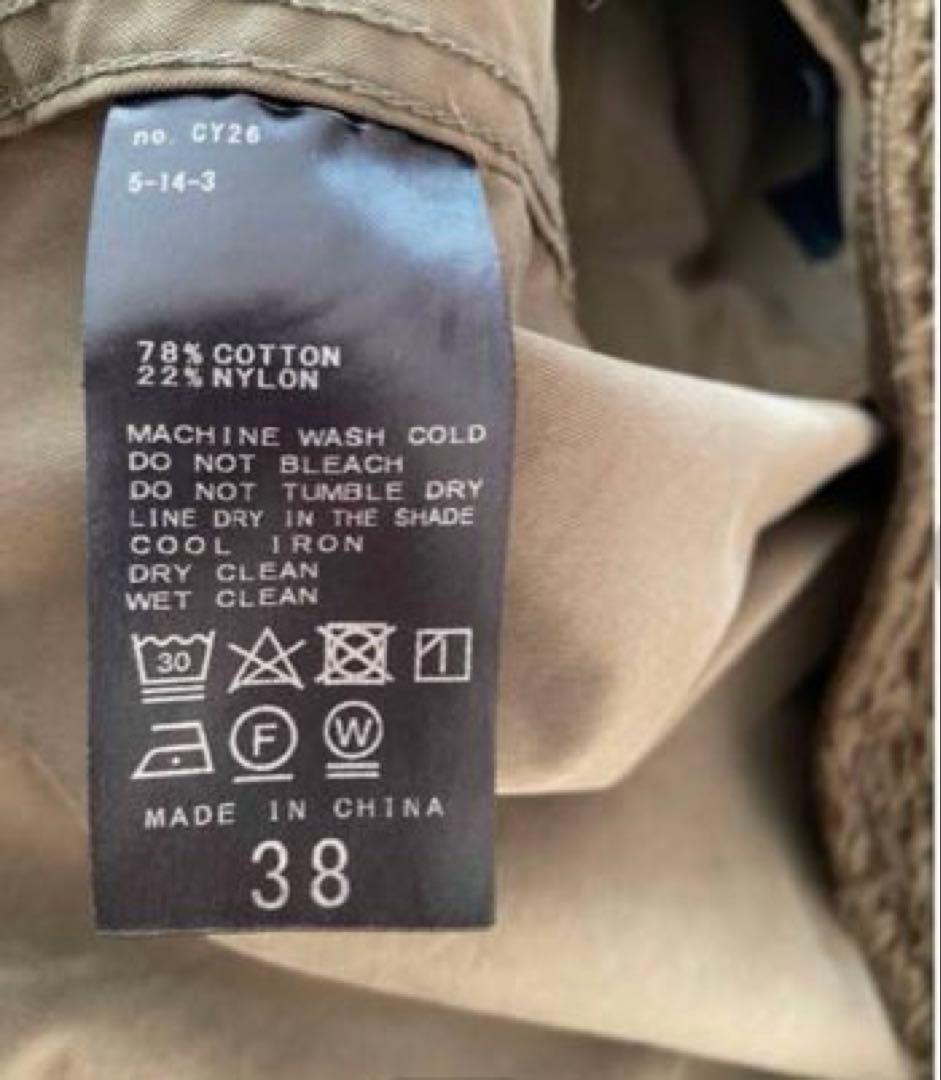 no. CY26
5-14-3
78% COTTON
22% NYLON
MACHINE WASH COLD
DO NOT BLEACH
DO NOT TUMBLE DRY
LINE DRY IN THE SHADE
COOL IRON
DRY CLEAN
WET CLEAN
30
F W
MADE IN CHINA
38